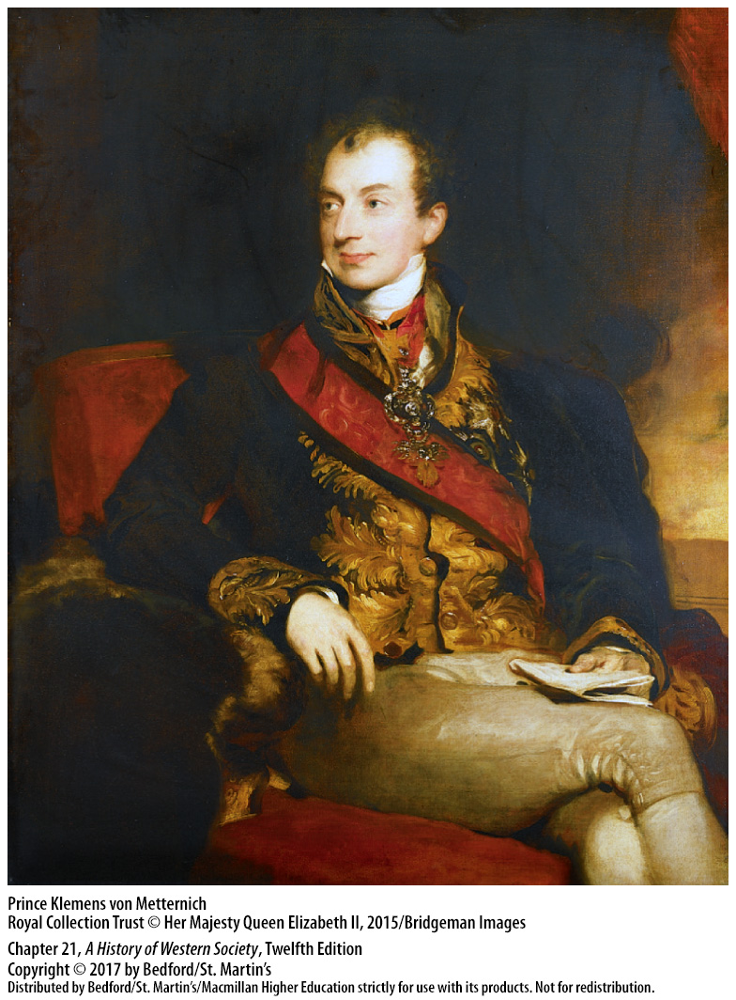 Prince Klemens von Metternich
Royal Collection Trust © Her Majesty Queen Elizabeth II, 2015/Bridgeman Images
Chapter 21, A History of Western Society, Twelfth Edition
Copyright © 2017 by Bedford/St. Martin’s
Distributed by Bedford/St. Martin’s/Macmillan Higher Education strictly for use with its products. Not for redistribution.